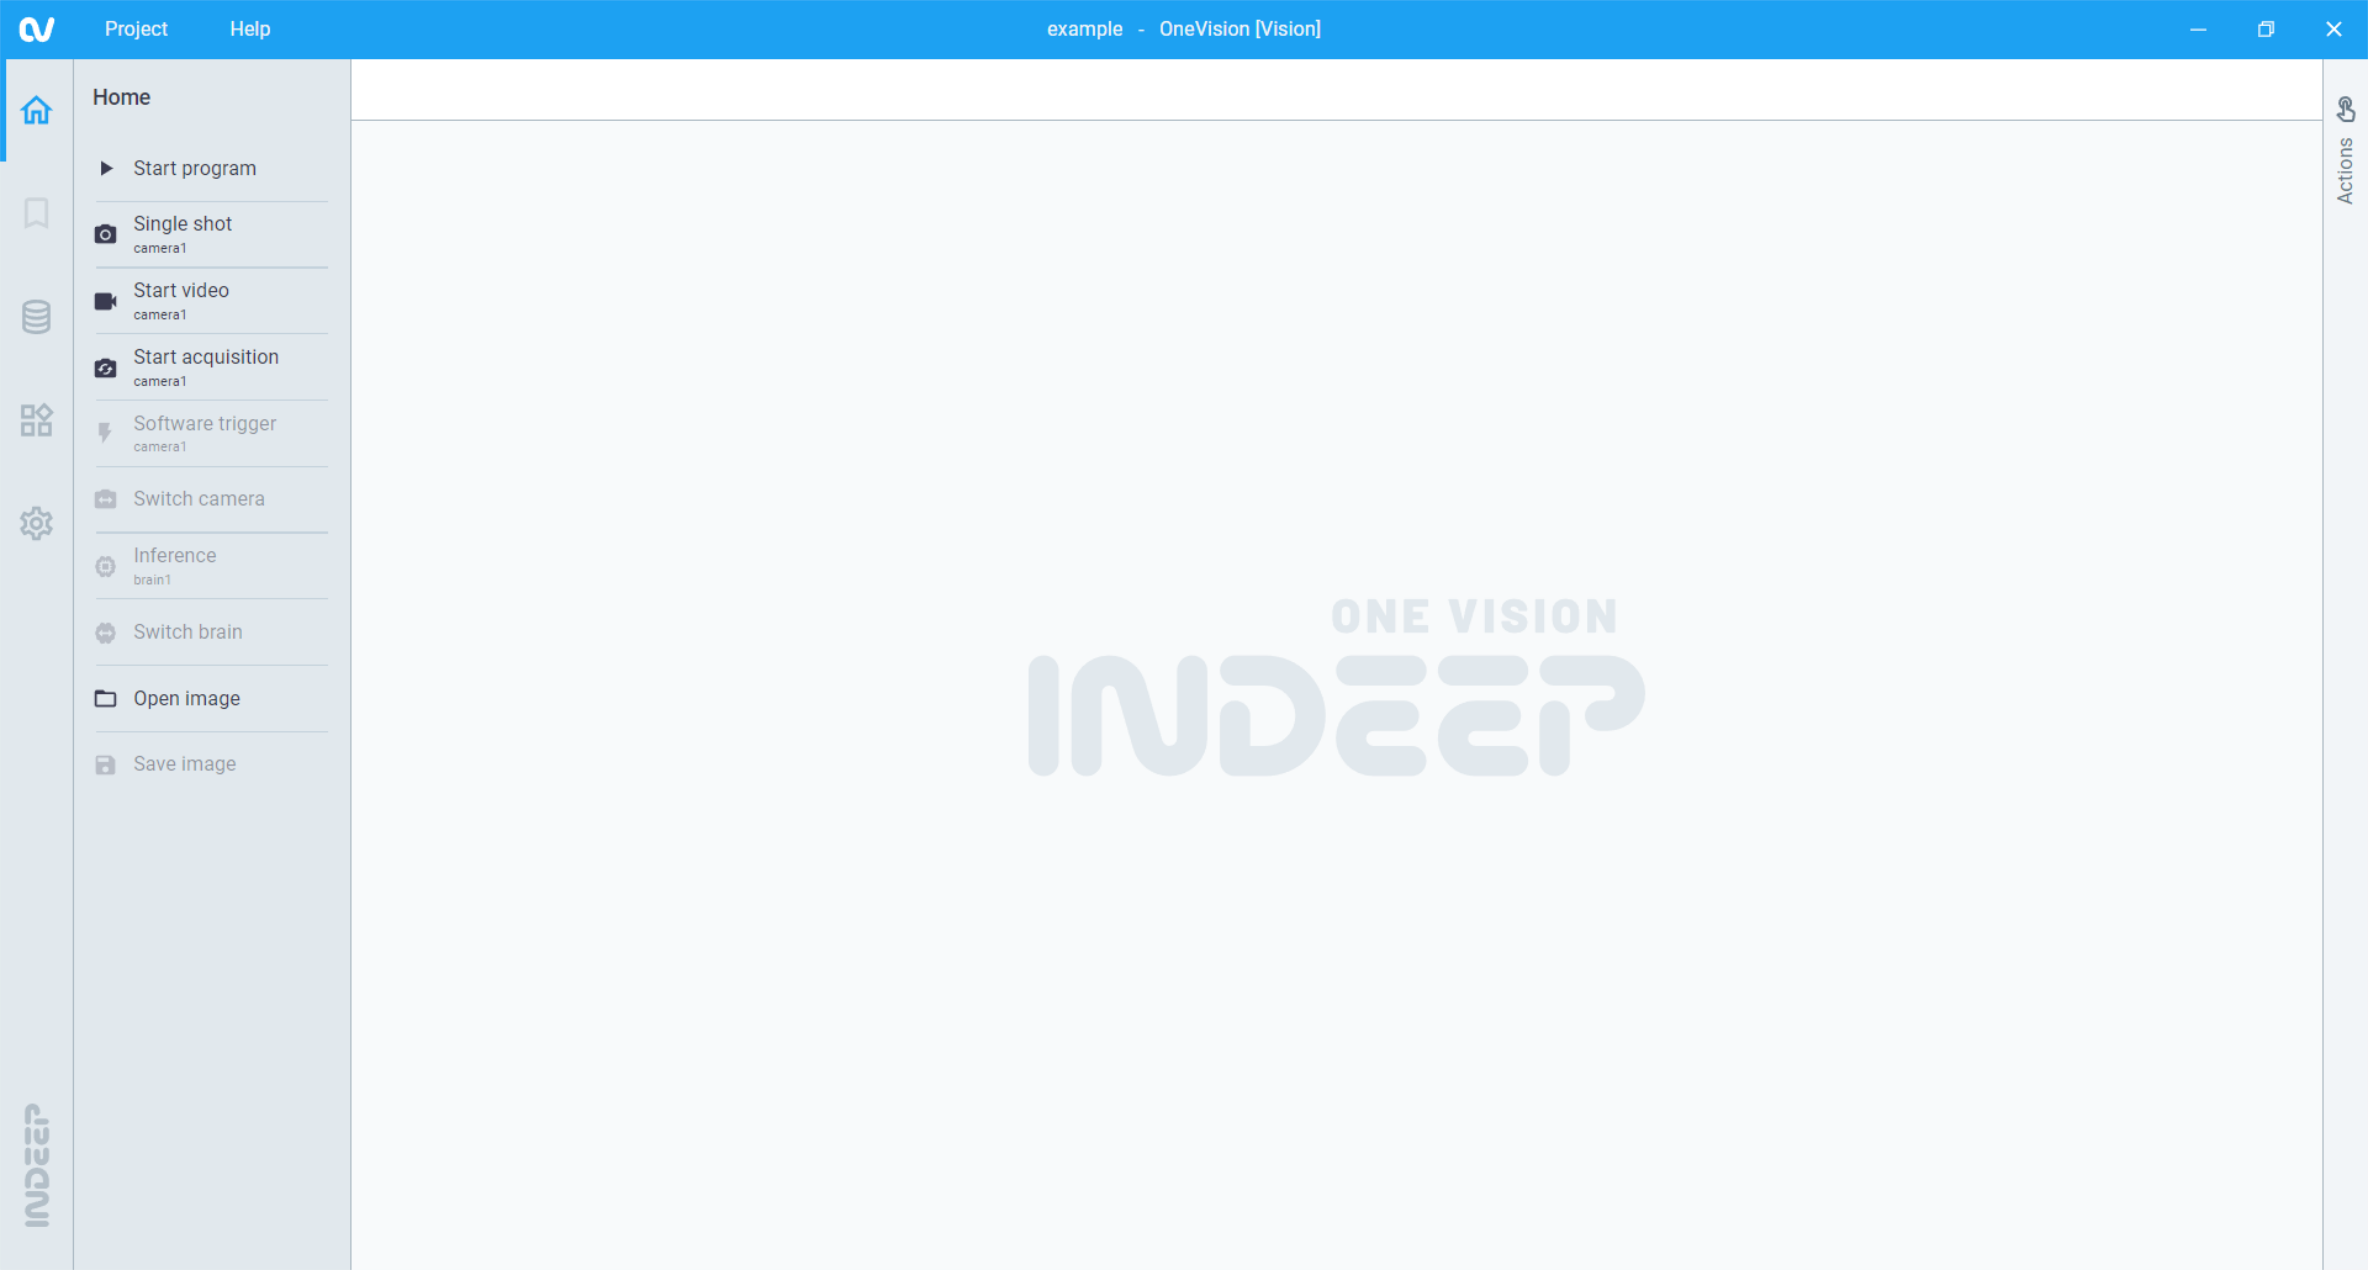 Project
Help
example - OneVision [Vision]
Home
Start program
Single shot
camera1
Start video
camera1
Start acquisition
camera1
Software trigger
camera1
Switch camera
Inference
brain1
Switch brain
Open image
Save image
ONE VISION
INDEEP
Actions
INDEEP